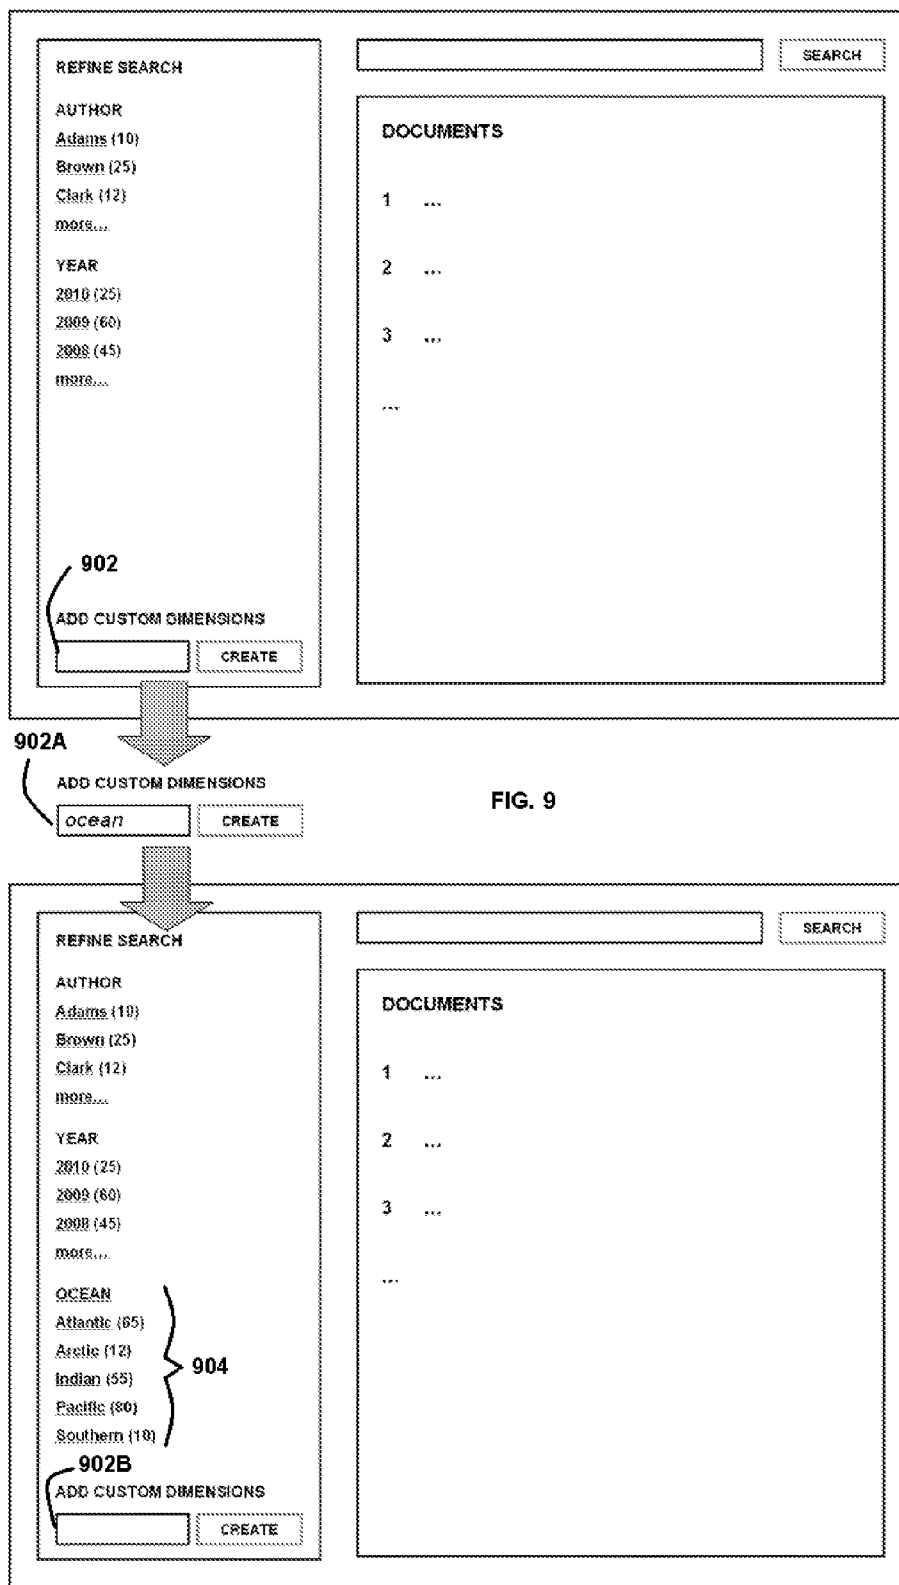 REFINE SEARCH
AUTHOR
Adams (10)
Brown (25)
Clark (12)
more...
YEAR
2010 (25)
2009 (60)
2008 (45)
more...
902
ADD CUSTOM DIMENSIONS
CREATE
SEARCH
DOCUMENTS
1 ...
2 ...
3 ...
...
902A
ADD CUSTOM DIMENSIONS
ocean CREATE
FIG. 9
REFINE SEARCH
AUTHOR
Adams (10)
Brown (25)
Clark (12)
more...
YEAR
2010 (25)
2009 (60)
2008 (45)
more...
OCEAN
Atlantic (65)
Arctic (12)
Indian (55)
Pacific (80)
Southern (10)
904
902B
ADD CUSTOM DIMENSIONS
CREATE
SEARCH
DOCUMENTS
1 ...
2 ...
3 ...
...